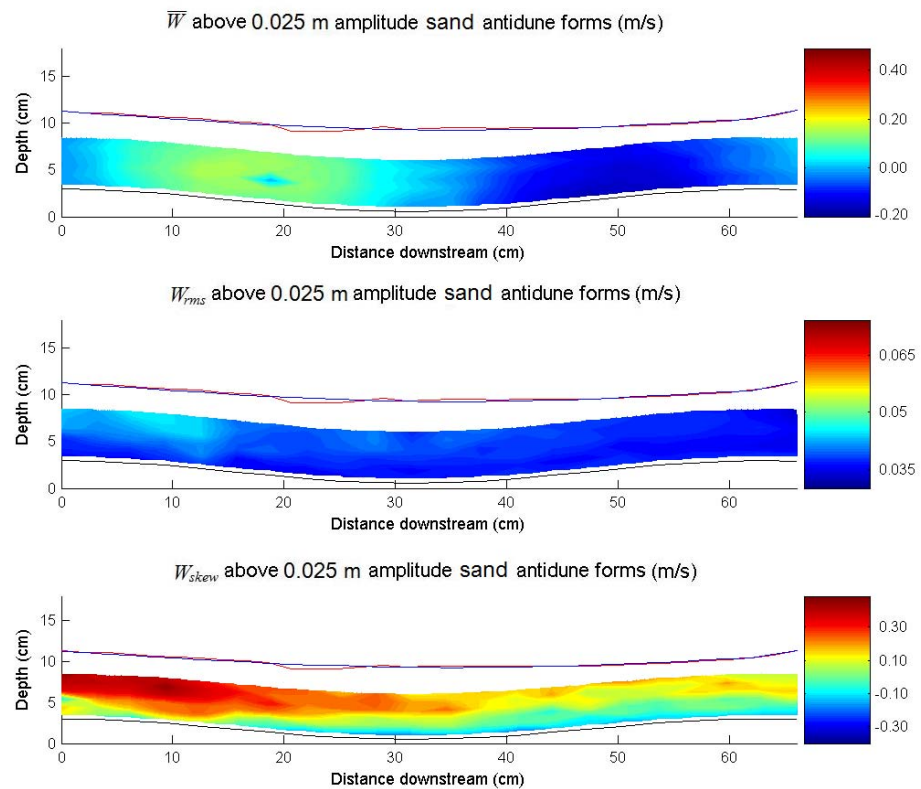 W̅ above 0.025 m amplitude sand antidune forms (m/s)
Depth (cm)
15
10
5
0
0 10 20 30 40 50 60
Distance downstream (cm)
0.40
0.20
0.00
-0.20
W_rms above 0.025 m amplitude sand antidune forms (m/s)
Depth (cm)
15
10
5
0
0 10 20 30 40 50 60
Distance downstream (cm)
0.065
0.05
0.035
W_skew above 0.025 m amplitude sand antidune forms (m/s)
Depth (cm)
15
10
5
0
0 10 20 30 40 50 60
Distance downstream (cm)
0.30
0.10
-0.10
-0.30